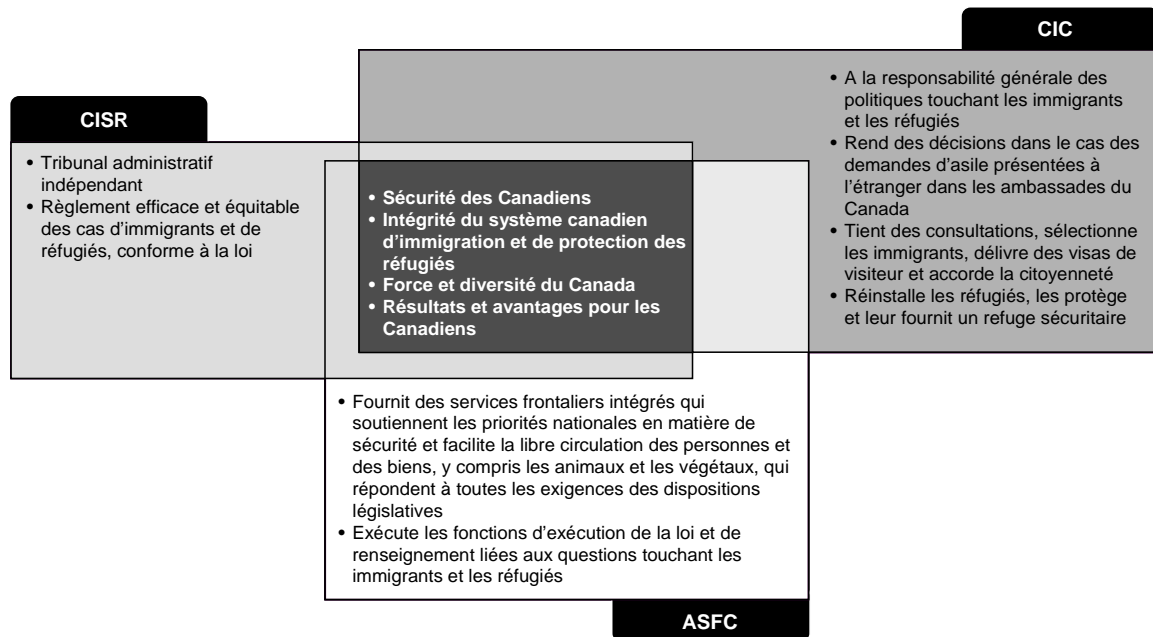 CISR
• Tribunal administratif
indépendant
• Règlement efficace et équitable
des cas d'immigrants et de
réfugiés, conforme à la loi
• Sécurité des Canadiens
• Intégrité du système canadien
d'immigration et de protection des
réfugiés
• Force et diversité du Canada
• Résultats et avantages pour les
Canadiens
CIC
• A la responsabilité générale des
politiques touchant les immigrants
et les réfugiés
• Rend des décisions dans le cas des
demandes d'asile présentées à
l'étranger dans les ambassades du
Canada
• Tient des consultations, sélectionne
les immigrants, délivre des visas de
visiteur et accorde la citoyenneté
• Réinstalle les réfugiés, les protège
et leur fournit un refuge sécuritaire
• Fournit des services frontaliers intégrés qui
soutiennent les priorités nationales en matière de
sécurité et facilite la libre circulation des personnes et
des biens, y compris les animaux et les végétaux, qui
répondent à toutes les exigences des dispositions
législatives
• Exécute les fonctions d'exécution de la loi et de
renseignement liées aux questions touchant les
immigrants et les réfugiés
ASFC